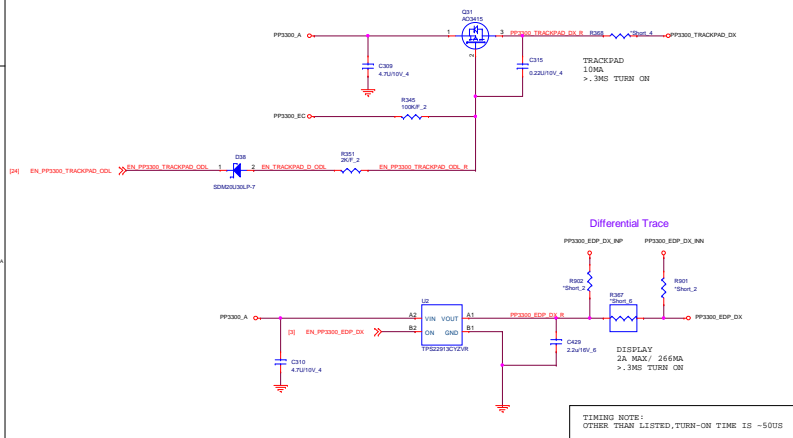 Q31
AO3415
PP3300_A
1
3
PP3300_TRACKPAD_DX_R
R368
*Short_4
PP3300_TRACKPAD_DX
2
C309
4.7U/10V_4
C315
0.22U/10V_4
TRACKPAD
10MA
>.3MS TURN ON
PP3300_EC
R345
100K/F_2
[24]
EN_PP3300_TRACKPAD_ODL
EN_PP3300_TRACKPAD_ODL
1
D38
2
EN_TRACKPAD_D_ODL
R351
2K/F_2
EN_PP3300_TRACKPAD_ODL_R
SDM20U30LP-7
Differential Trace
PP3300_EDP_DX_INP
PP3300_EDP_DX_INN
A
R902
*Short_2
R367
*Short_6
R901
*Short_2
U2
PP3300_A
A2
VIN
VOUT
A1
PP3300_EDP_DX_R
PP3300_EDP_DX
[3]
EN_PP3300_EDP_DX
B2
ON
GND
B1
TPS22913CYZVR
C310
4.7U/10V_4
C429
2.2u/16V_6
DISPLAY
2A MAX/ 266MA
>.3MS TURN ON
TIMING NOTE:
OTHER THAN LISTED,TURN-ON TIME IS ~50US